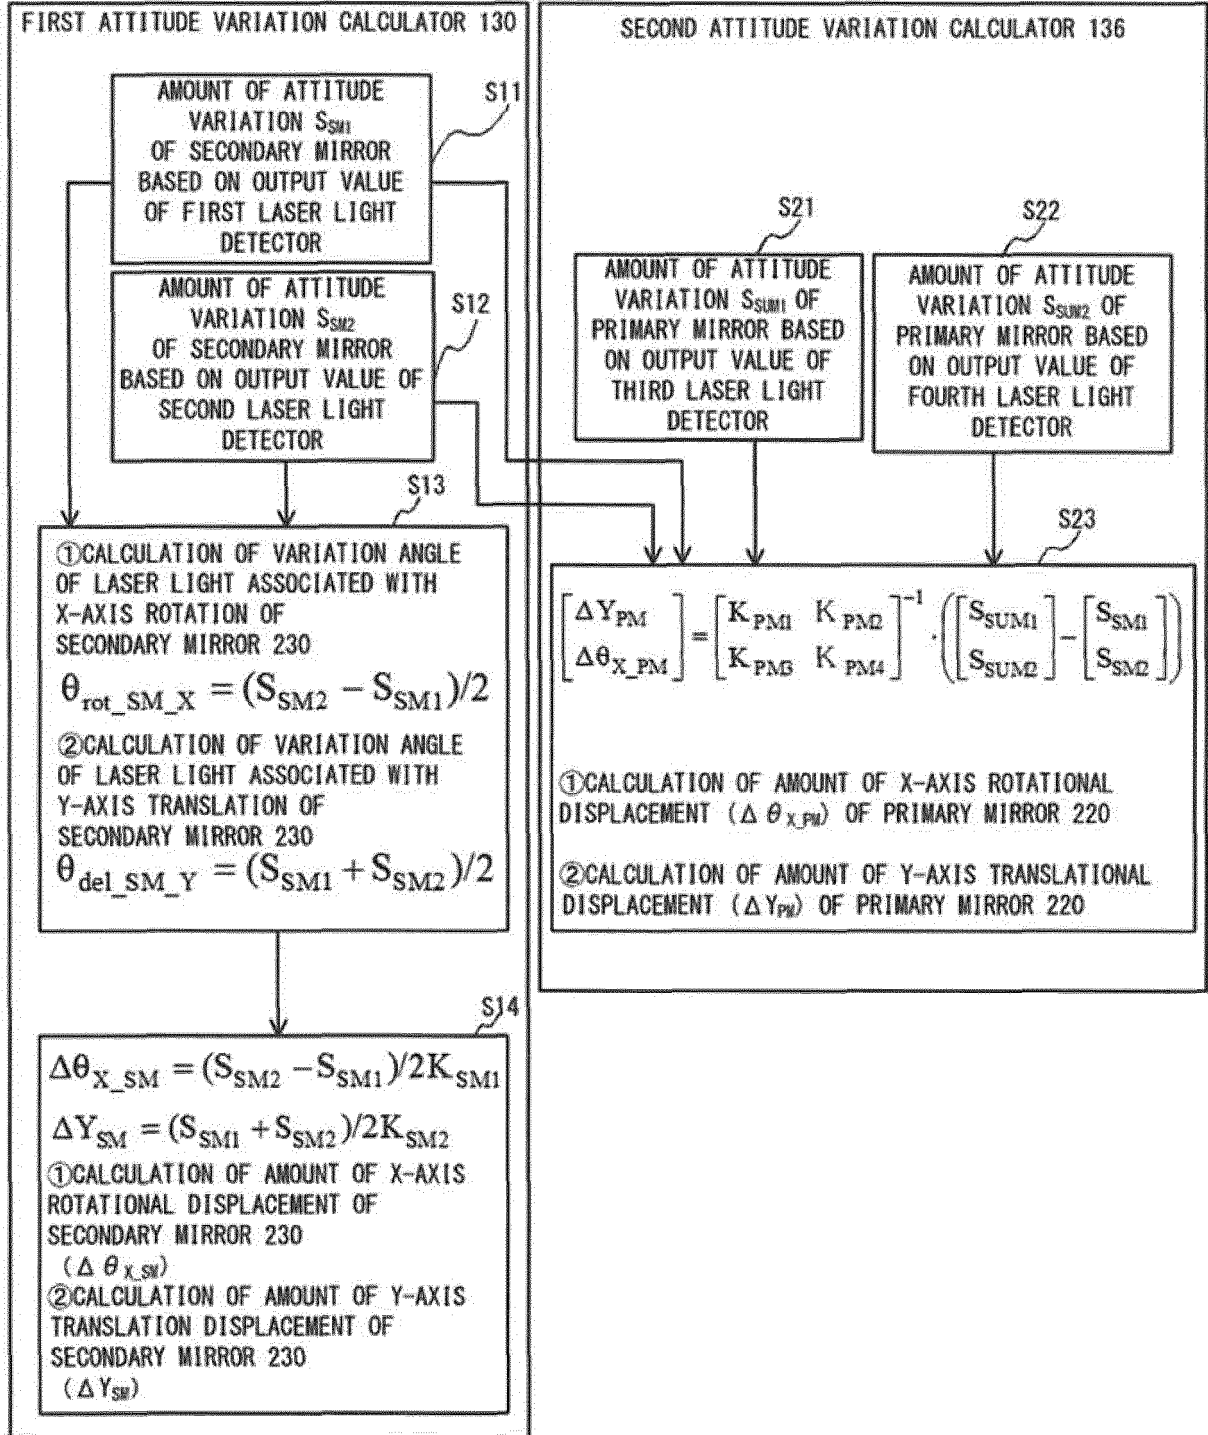 FIRST ATTITUDE VARIATION CALCULATOR 130
S11
AMOUNT OF ATTITUDE
VARIATION S_SM1
OF SECONDARY MIRROR
BASED ON OUTPUT VALUE
OF FIRST LASER LIGHT
DETECTOR
S12
AMOUNT OF ATTITUDE
VARIATION S_SM2
OF SECONDARY MIRROR
BASED ON OUTPUT VALUE OF
SECOND LASER LIGHT
DETECTOR
S13
①CALCULATION OF VARIATION ANGLE
OF LASER LIGHT ASSOCIATED WITH
X-AXIS ROTATION OF
SECONDARY MIRROR 230
θ_rot_SM_X = (S_SM2 − S_SM1)/2
②CALCULATION OF VARIATION ANGLE
OF LASER LIGHT ASSOCIATED WITH
Y-AXIS TRANSLATION OF
SECONDARY MIRROR 230
θ_del_SM_Y = (S_SM1 + S_SM2)/2
S14
Δθ_X_SM = (S_SM2 − S_SM1)/2K_SM1
ΔY_SM = (S_SM1 + S_SM2)/2K_SM2
①CALCULATION OF AMOUNT OF X-AXIS
ROTATIONAL DISPLACEMENT OF
SECONDARY MIRROR 230
(Δθ_X_SM)
②CALCULATION OF AMOUNT OF Y-AXIS
TRANSLATION DISPLACEMENT OF
SECONDARY MIRROR 230
(ΔY_SM)
SECOND ATTITUDE VARIATION CALCULATOR 136
S21
AMOUNT OF ATTITUDE
VARIATION S_SUM1 OF
PRIMARY MIRROR BASED
ON OUTPUT VALUE OF
THIRD LASER LIGHT
DETECTOR
S22
AMOUNT OF ATTITUDE
VARIATION S_SUM2 OF
PRIMARY MIRROR BASED
ON OUTPUT VALUE OF
FOURTH LASER LIGHT
DETECTOR
S23
[ΔY_PM; Δθ_X_PM] = [K_PM1 K_PM2; K_PM3 K_PM4]^-1 · ([S_SUM1; S_SUM2] − [S_SM1; S_SM2])
①CALCULATION OF AMOUNT OF X-AXIS ROTATIONAL
DISPLACEMENT (Δθ_X_PM) OF PRIMARY MIRROR 220
②CALCULATION OF AMOUNT OF Y-AXIS TRANSLATIONAL
DISPLACEMENT (ΔY_PM) OF PRIMARY MIRROR 220